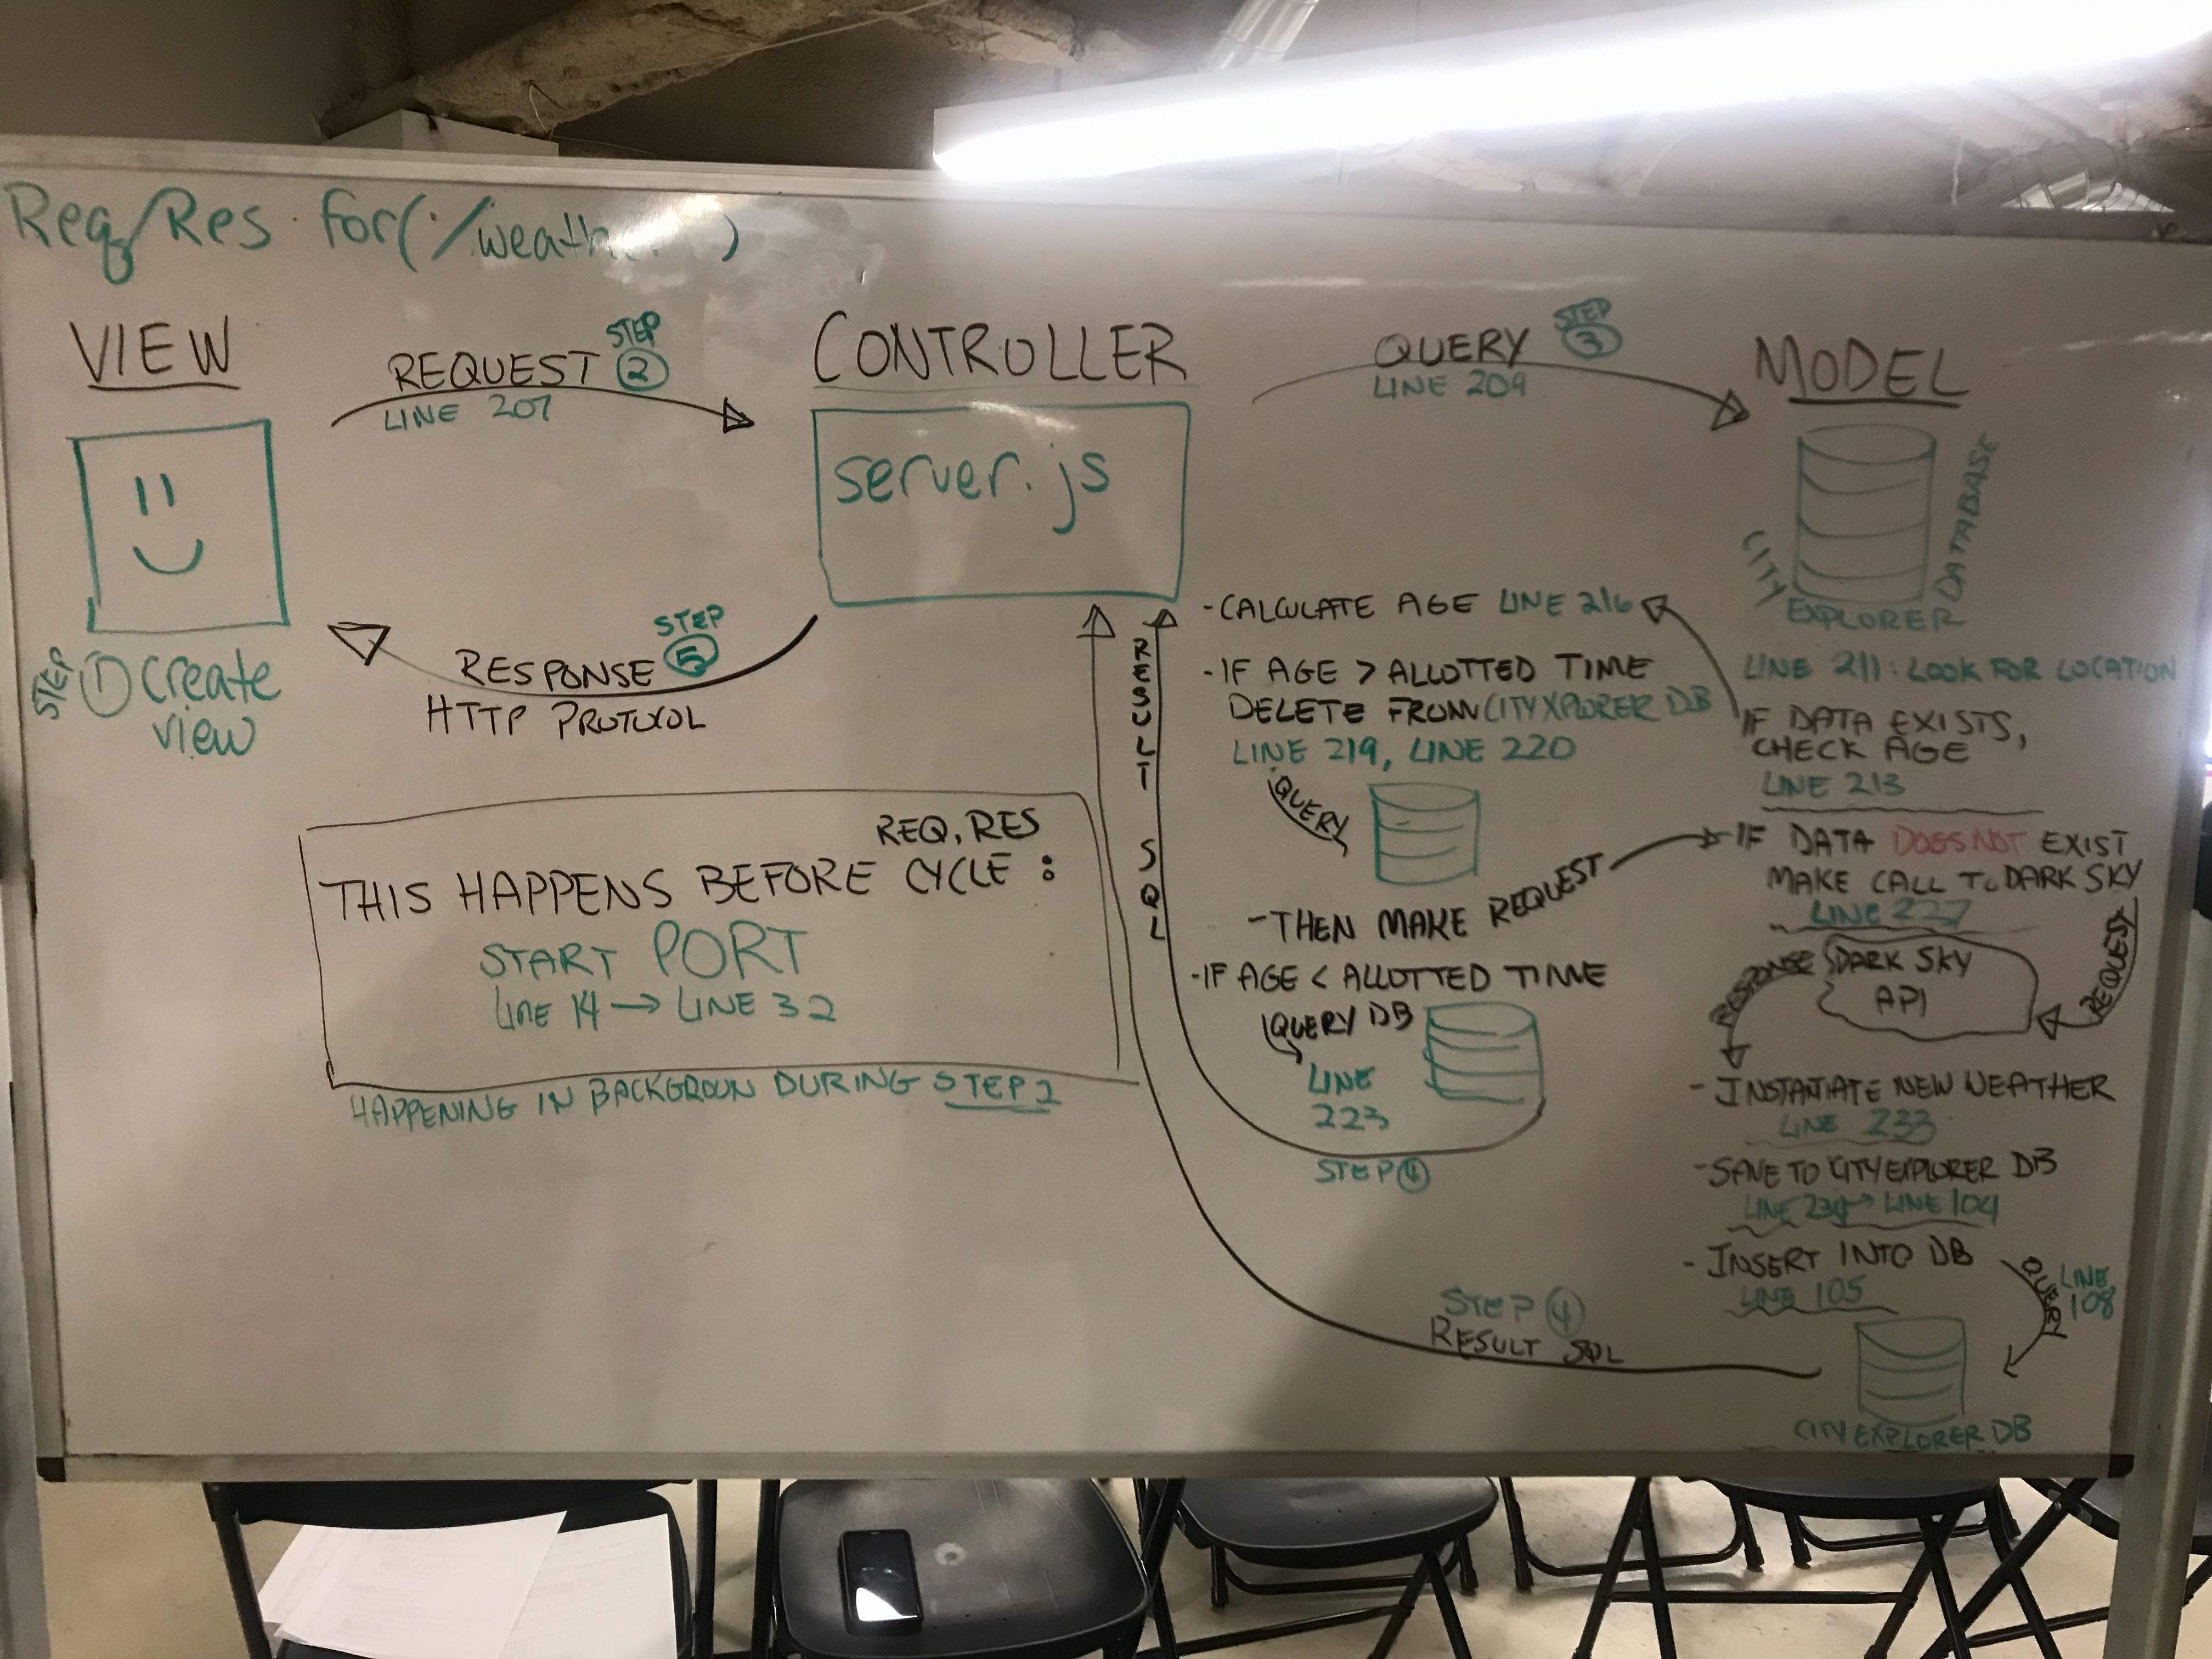 Req/Res for('/weath
VIEW
REQUEST STEP 2
LINE 207
CONTROLLER
server.js
QUERY STEP 3
LINE 209
MODEL
CITY
EXPLORER
DATABASE
STEP 1 Create
view
RESPONSE STEP 5
HTTP PROTOCOL
REQ, RES
THIS HAPPENS BEFORE CYCLE :
START PORT
LINE 14 → LINE 32
HAPPENING IN BACKGROUN DURING STEP 1
RESULT SQL
-CALCULATE AGE LINE 216
-IF AGE > ALLOTTED TIME
DELETE FROM CITYXPLORER DB
LINE 219, LINE 220
QUERY
-THEN MAKE REQUEST
-IF AGE < ALLOTTED TIME
QUERY DB
LINE
223
STEP 4
LINE 211: LOOK FOR LOCATION
IF DATA EXISTS,
CHECK AGE
LINE 213
IF DATA DOES NOT EXIST
MAKE CALL To DARK SKY
LINE 227
REQUEST
RESPONSE
DARK SKY
API
- INSTANTIATE NEW WEATHER
LINE 233
-SAVE TO CITYEXPLORER DB
LINE 234 → LINE 104
-INSERT INTO DB
LINE 105
QUERY
LINE
108
STEP 4
RESULT SQL
CITY EXPLORER DB